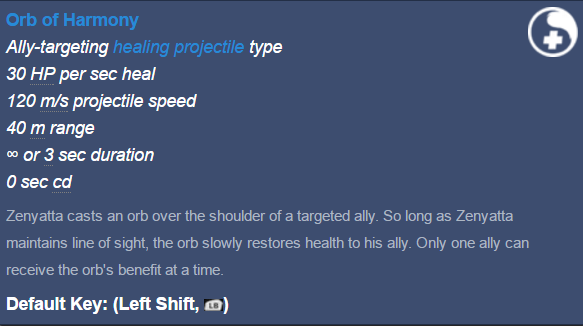 Orb of Harmony
Ally-targeting healing projectile type
30 HP per sec heal
120 m/s projectile speed
40 m range
∞ or 3 sec duration
0 sec cd
Zenyatta casts an orb over the shoulder of a targeted ally. So long as Zenyatta
maintains line of sight, the orb slowly restores health to his ally. Only one ally can
receive the orb's benefit at a time.
Default Key: (Left Shift, LB)